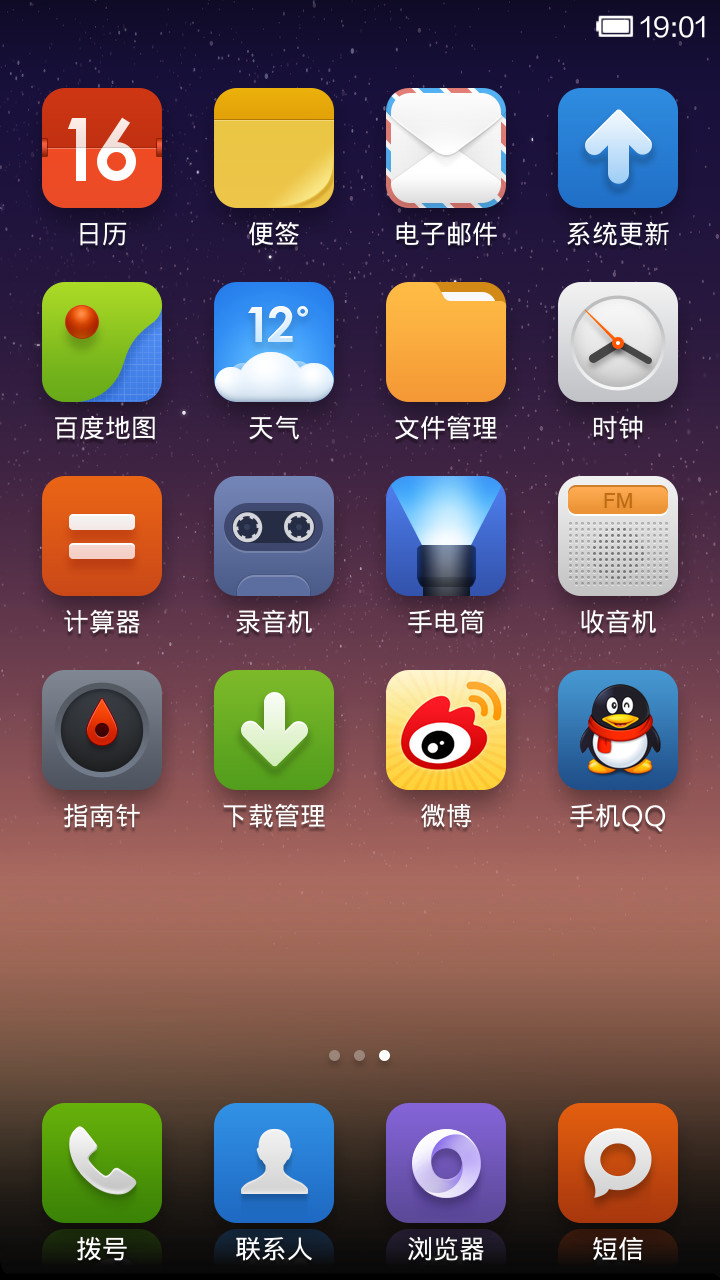 19:01
16
日历
便签
电子邮件
系统更新
12°
百度地图
天气
文件管理
时钟
FM
计算器
录音机
手电筒
收音机
指南针
下载管理
微博
手机QQ
拨号
联系人
浏览器
短信